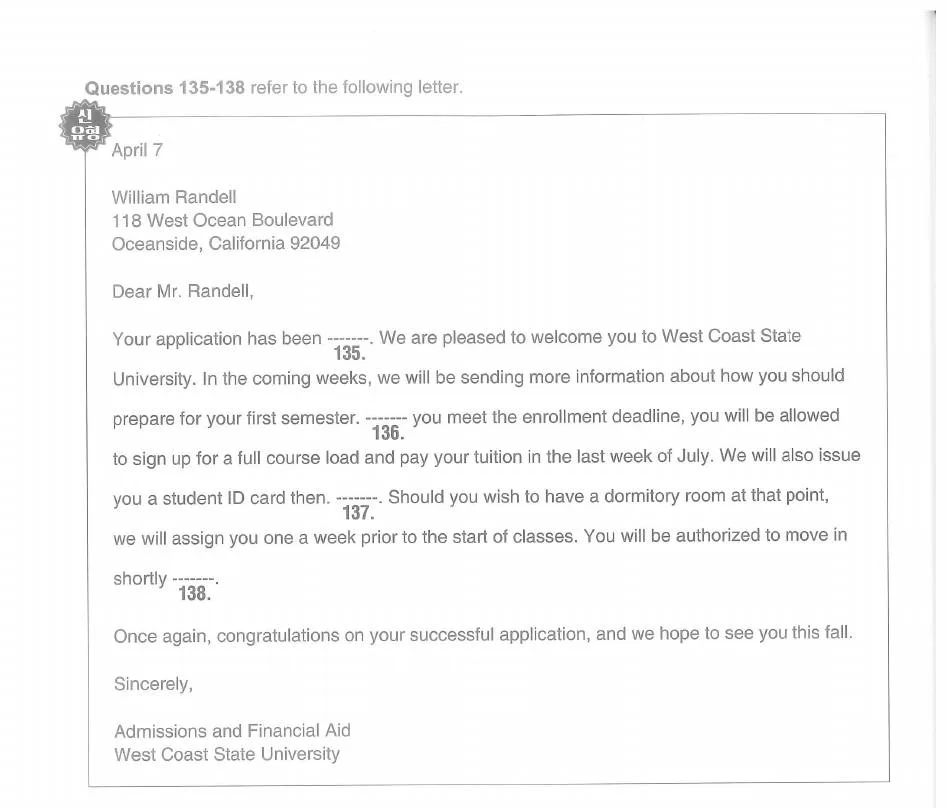 Questions 135-138 refer to the following letter.
신
유형
April 7
William Randell
118 West Ocean Boulevard
Oceanside, California 92049
Dear Mr. Randell,
Your application has been -------. We are pleased to welcome you to West Coast State
135.
University. In the coming weeks, we will be sending more information about how you should
prepare for your first semester. ------- you meet the enrollment deadline, you will be allowed
136.
to sign up for a full course load and pay your tuition in the last week of July. We will also issue
you a student ID card then. -------. Should you wish to have a dormitory room at that point,
137.
we will assign you one a week prior to the start of classes. You will be authorized to move in
shortly -------.
138.
Once again, congratulations on your successful application, and we hope to see you this fall.
Sincerely,
Admissions and Financial Aid
West Coast State University